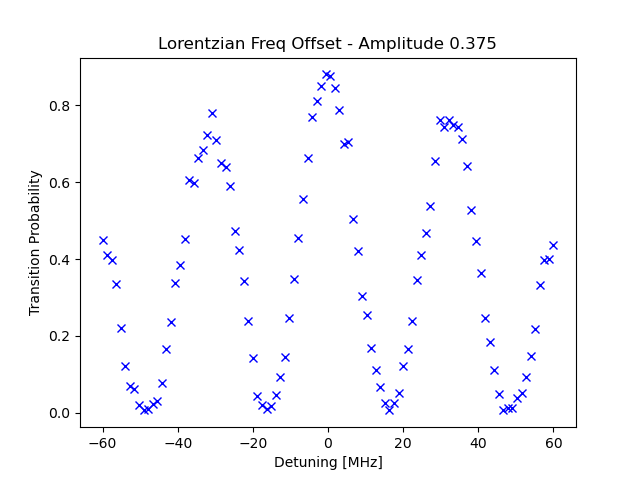 Lorentzian Freq Offset - Amplitude 0.375
Transition Probability
0.8
0.6
0.4
0.2
0.0
−60 −40 −20 0 20 40 60
Detuning [MHz]